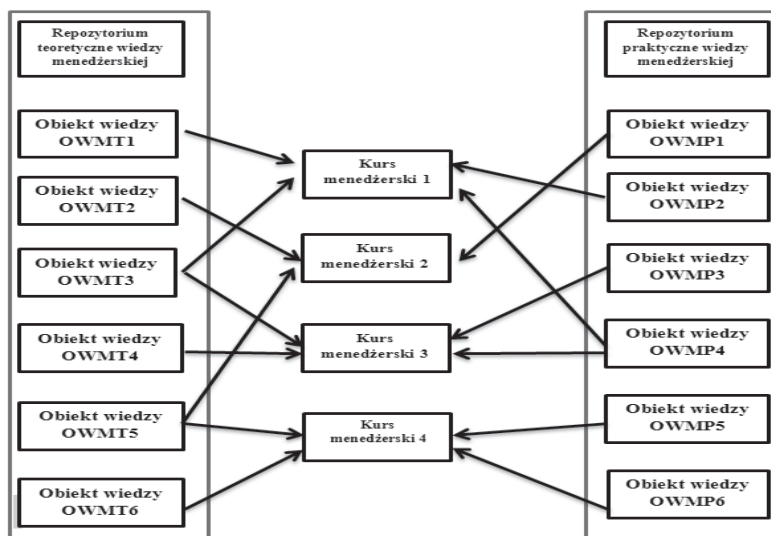 Repozytorium
teoretyczne wiedzy
menedżerskiej
Obiekt wiedzy
OWMT1
Obiekt wiedzy
OWMT2
Obiekt wiedzy
OWMT3
Obiekt wiedzy
OWMT4
Obiekt wiedzy
OWMT5
Obiekt wiedzy
OWMT6
Kurs
menedżerski 1
Kurs
menedżerski 2
Kurs
menedżerski 3
Kurs
menedżerski 4
Repozytorium
praktyczne wiedzy
menedżerskiej
Obiekt wiedzy
OWMP1
Obiekt wiedzy
OWMP2
Obiekt wiedzy
OWMP3
Obiekt wiedzy
OWMP4
Obiekt wiedzy
OWMP5
Obiekt wiedzy
OWMP6